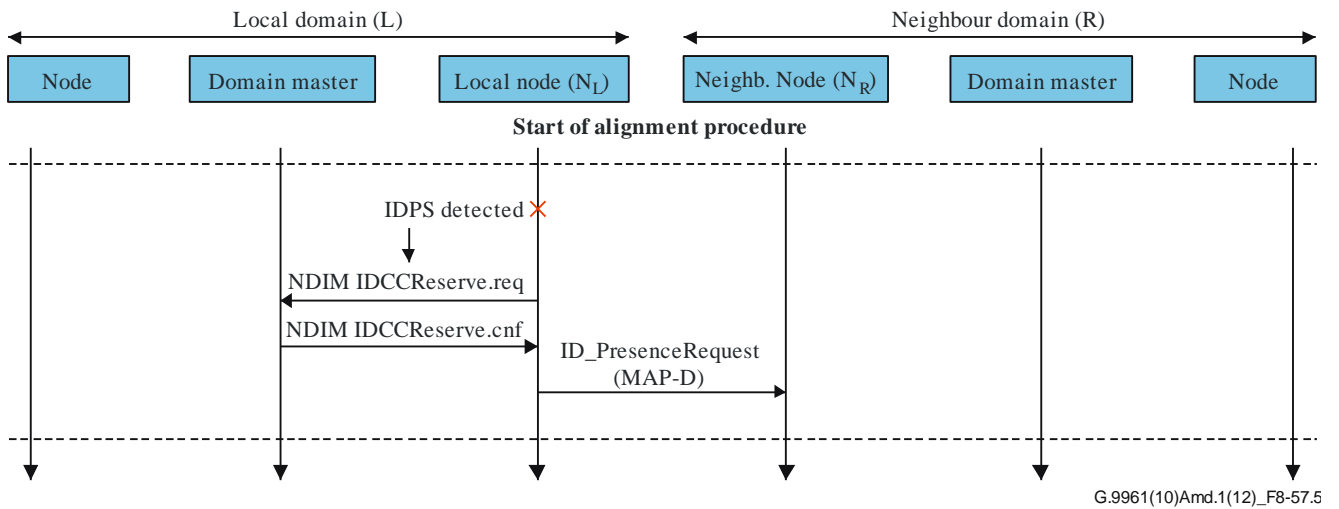 Local domain (L)
Neighbour domain (R)
Node
Domain master
Local node (NL)
Neighb. Node (NR)
Domain master
Node
Start of alignment procedure
IDPS detected
NDIM IDCCReserve.req
NDIM IDCCReserve.cnf
ID_PresenceRequest
(MAP-D)
G.9961(10)Amd.1(12)_F8-57.5